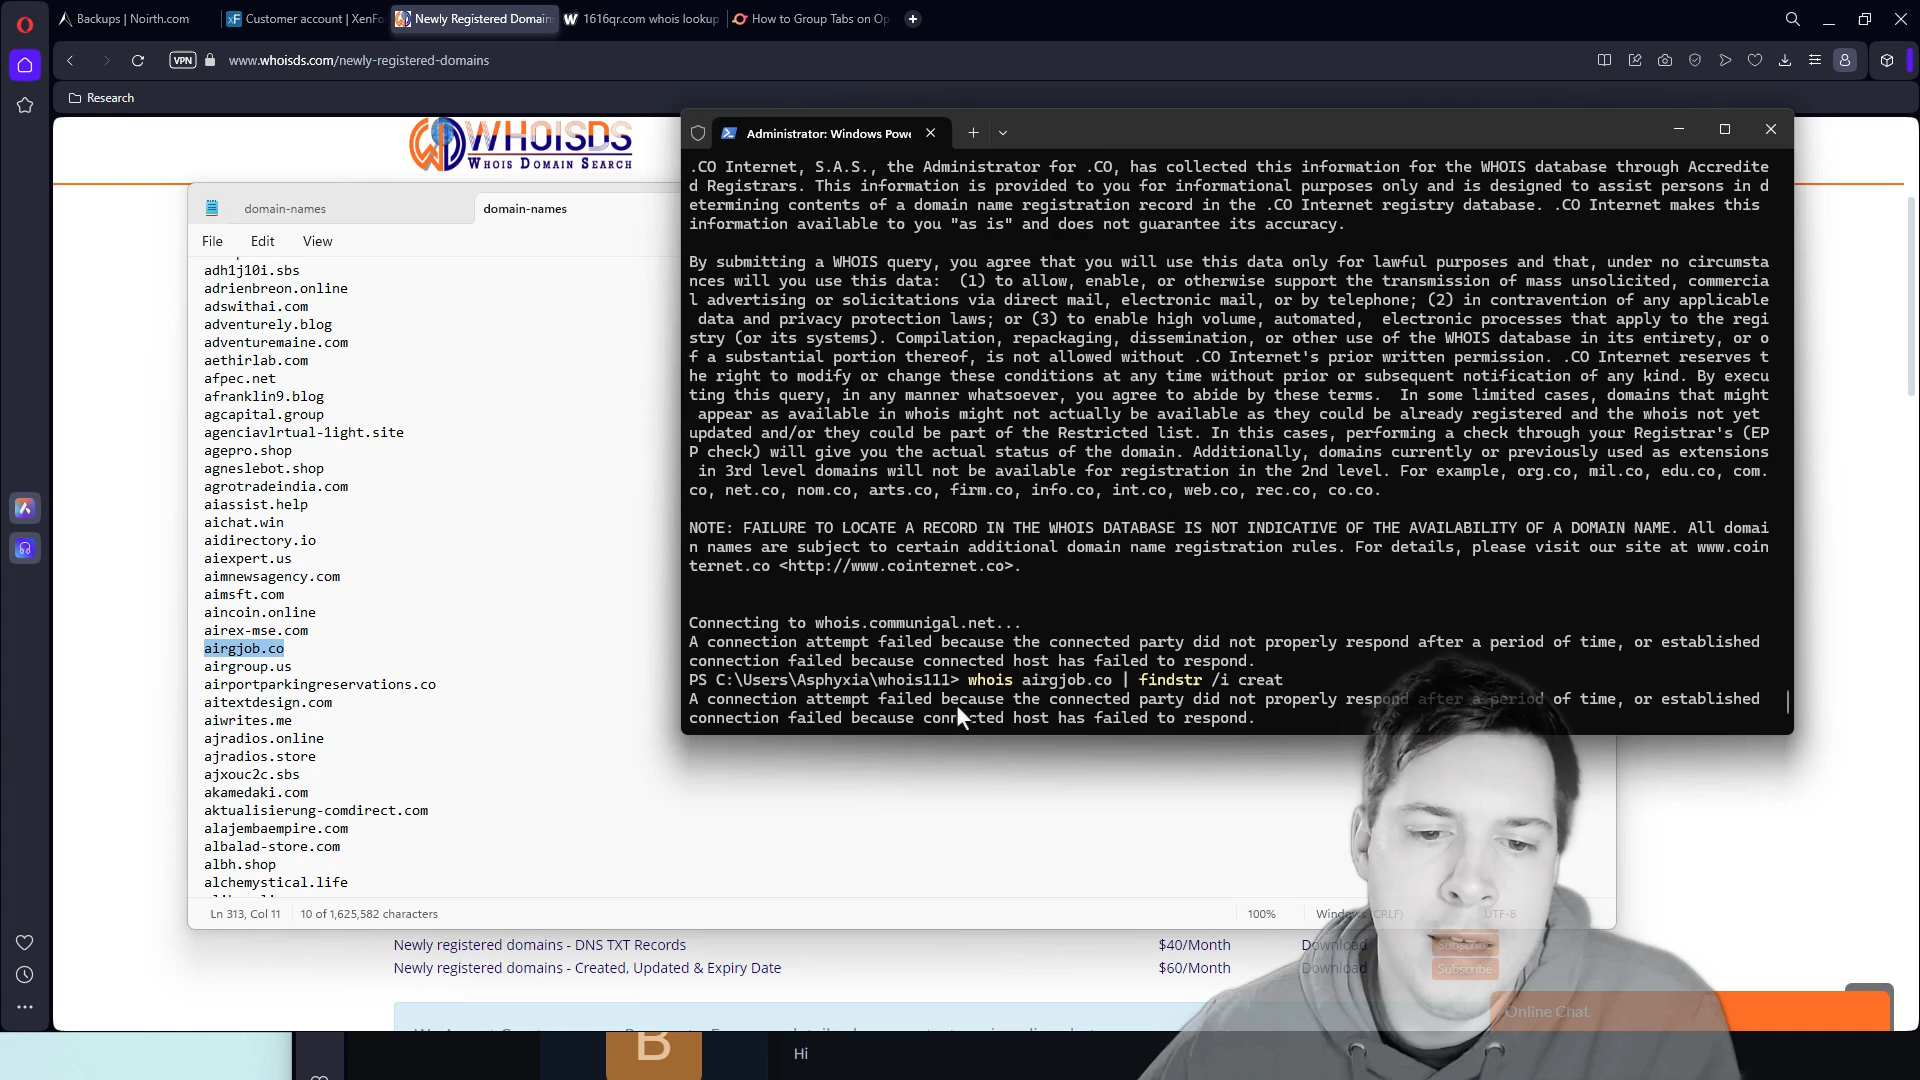 Backups | Noirth.com
Customer account | XenFo
Newly Registered Domain
1616qr.com whois lookup
How to Group Tabs on Op
VPN
www.whoisds.com/newly-registered-domains
Research
WHOISDS
WHOIS DOMAIN SEARCH
domain-names
domain-names
File
Edit
View
adh1j10i.sbs
adrienbreon.online
adswithai.com
adventurely.blog
adventuremaine.com
aethirlab.com
afpec.net
afranklin9.blog
agcapital.group
agenciavlrtual-1ight.site
agepro.shop
agneslebot.shop
agrotradeindia.com
aiassist.help
aichat.win
aidirectory.io
aiexpert.us
aimnewsagency.com
aimsft.com
aincoin.online
airex-mse.com
airgjob.co
airgroup.us
airportparkingreservations.co
aitextdesign.com
aiwrites.me
ajradios.online
ajradios.store
ajxouc2c.sbs
akamedaki.com
aktualisierung-comdirect.com
alajembaempire.com
albalad-store.com
albh.shop
alchemystical.life
Ln 313, Col 11
10 of 1,625,582 characters
100%
Windows (CRLF)
UTF-8
Administrator: Windows Powe
.CO Internet, S.A.S., the Administrator for .CO, has collected this information for the WHOIS database through Accredite
d Registrars. This information is provided to you for informational purposes only and is designed to assist persons in d
etermining contents of a domain name registration record in the .CO Internet registry database. .CO Internet makes this
information available to you "as is" and does not guarantee its accuracy.
By submitting a WHOIS query, you agree that you will use this data only for lawful purposes and that, under no circumsta
nces will you use this data:  (1) to allow, enable, or otherwise support the transmission of mass unsolicited, commercia
l advertising or solicitations via direct mail, electronic mail, or by telephone; (2) in contravention of any applicable
data and privacy protection laws; or (3) to enable high volume, automated,  electronic processes that apply to the regi
stry (or its systems). Compilation, repackaging, dissemination, or other use of the WHOIS database in its entirety, or o
f a substantial portion thereof, is not allowed without .CO Internet's prior written permission. .CO Internet reserves t
he right to modify or change these conditions at any time without prior or subsequent notification of any kind. By execu
ting this query, in any manner whatsoever, you agree to abide by these terms.  In some limited cases, domains that might
appear as available in whois might not actually be available as they could be already registered and the whois not yet
updated and/or they could be part of the Restricted list. In this cases, performing a check through your Registrar's (EP
P check) will give you the actual status of the domain. Additionally, domains currently or previously used as extensions
in 3rd level domains will not be available for registration in the 2nd level. For example, org.co, mil.co, edu.co, com.
co, net.co, nom.co, arts.co, firm.co, info.co, int.co, web.co, rec.co, co.co.
NOTE: FAILURE TO LOCATE A RECORD IN THE WHOIS DATABASE IS NOT INDICATIVE OF THE AVAILABILITY OF A DOMAIN NAME. All domai
n names are subject to certain additional domain name registration rules. For details, please visit our site at www.coin
ternet.co <http://www.cointernet.co>.
Connecting to whois.communigal.net...
A connection attempt failed because the connected party did not properly respond after a period of time, or established
connection failed because connected host has failed to respond.
PS C:\Users\Asphyxia\whois111> whois airgjob.co | findstr /i creat
A connection attempt failed because the connected party did not properly respond after a period of time, or established
connection failed because connected host has failed to respond.
Newly registered domains - DNS TXT Records
$40/Month
Download
Subscribe
Newly registered domains - Created, Updated & Expiry Date
$60/Month
Download
Subscribe
Online Chat
B
Hi